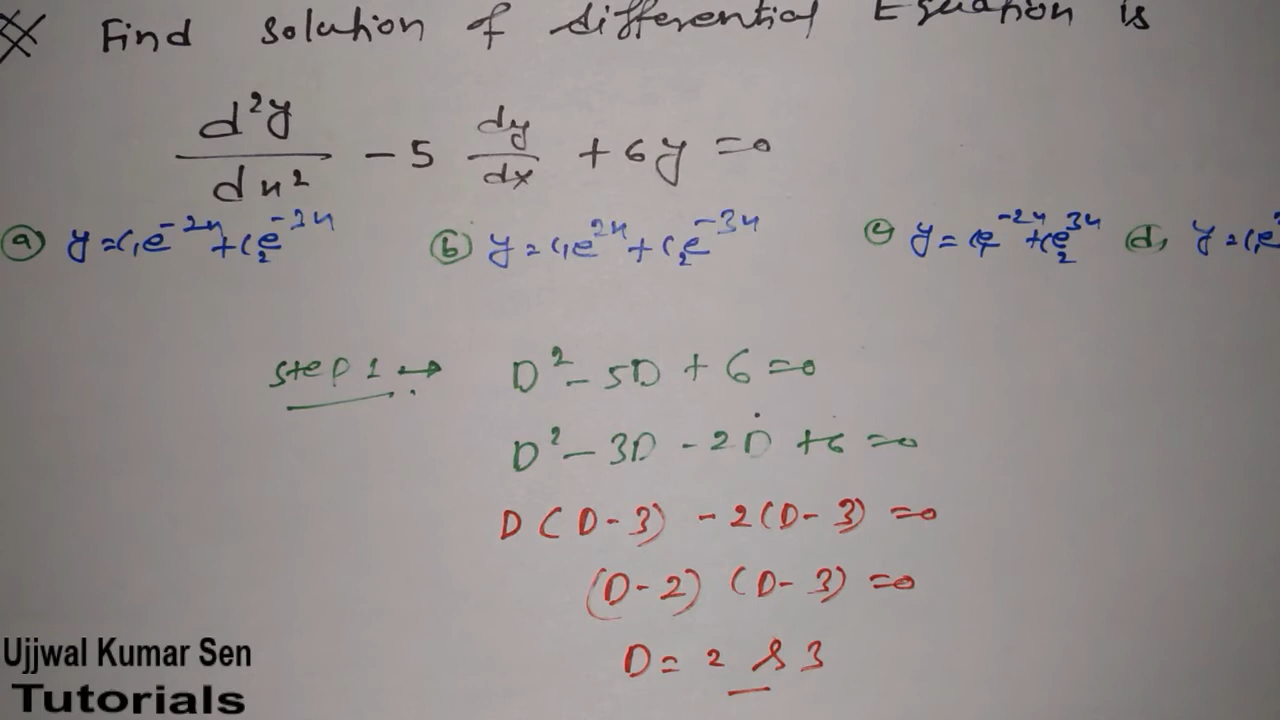 Find solution of differential Equation is
d²y/dx² - 5 dy/dx + 6y = 0
(a) y = c₁e^-2x + c₂e^-3x (b) y = c₁e^2x + c₂e^-3x (c) y = c₁e^-2x + c₂e^3x (d) y = c₁e
Step 1 → D² - 5D + 6 = 0
D² - 3D - 2D + 6 = 0
D (D - 3) - 2(D - 3) = 0
(D - 2) (D - 3) = 0
D = 2 & 3
Ujjwal Kumar Sen
Tutorials